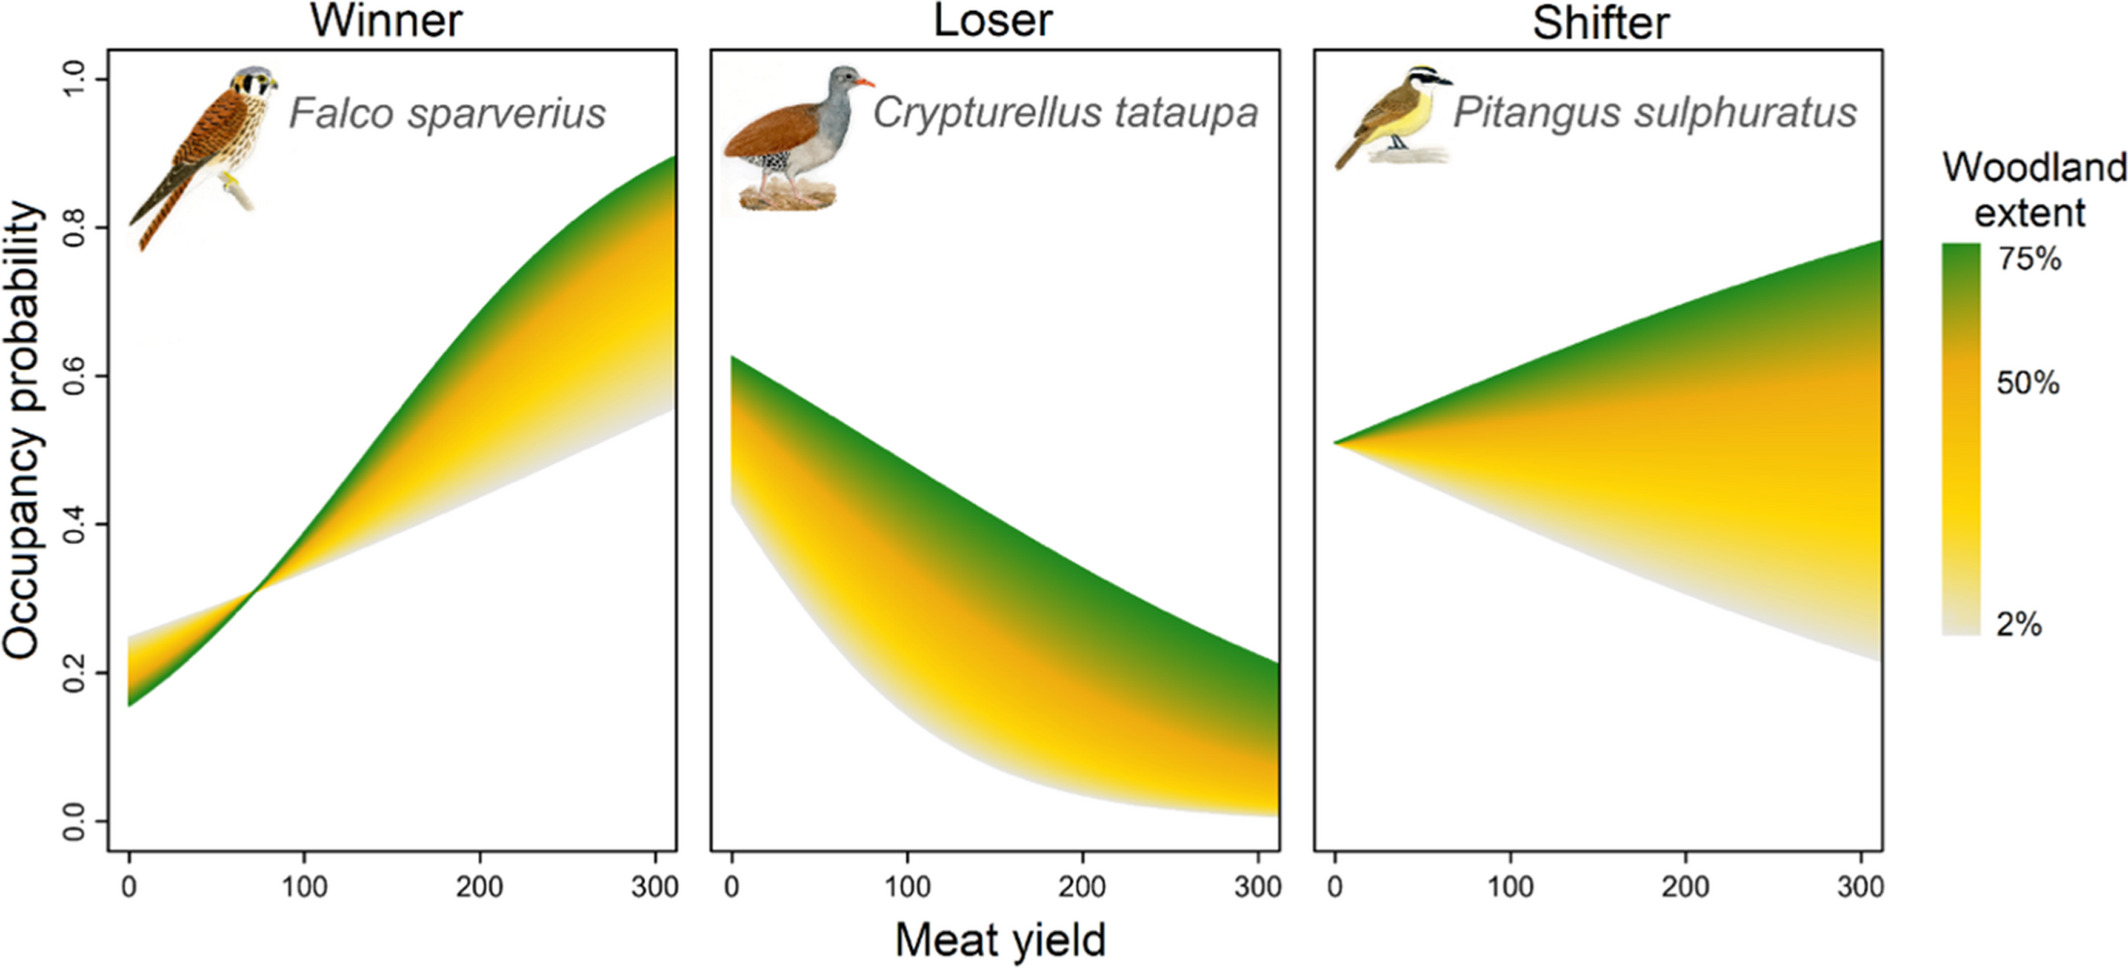 Winner
Loser
Shifter
Falco sparverius
Crypturellus tataupa
Pitangus sulphuratus
Occupancy probability
1.0
0.8
0.6
0.4
0.2
0.0
0 100 200 300
0 100 200 300
0 100 200 300
Meat yield
Woodland
extent
75%
50%
2%